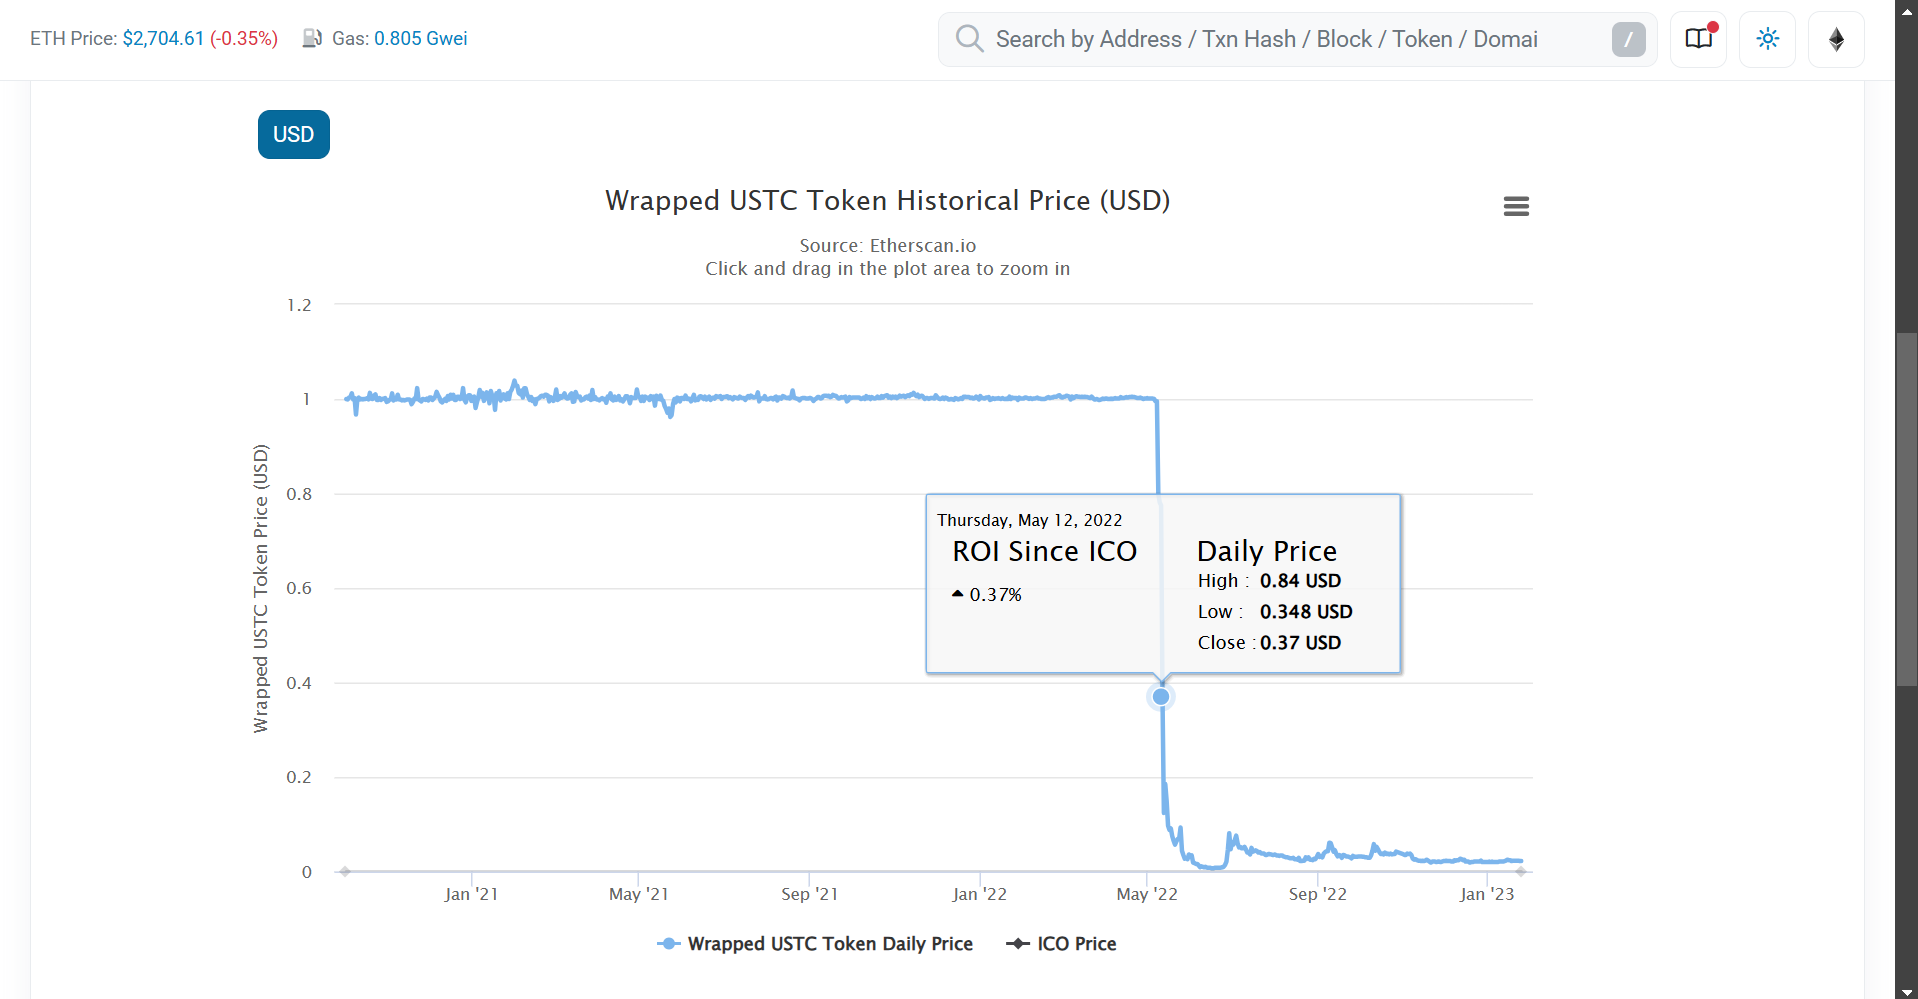 ETH Price: $2,704.61 (-0.35%) Gas: 0.805 Gwei
Search by Address / Txn Hash / Block / Token / Domai
/
USD
Wrapped USTC Token Historical Price (USD)
Source: Etherscan.io
Click and drag in the plot area to zoom in
Wrapped USTC Token Price (USD)
1.2
1
0.8
0.6
0.4
0.2
0
Thursday, May 12, 2022
ROI Since ICO
0.37%
Daily Price
High : 0.84 USD
Low : 0.348 USD
Close : 0.37 USD
Jan '21 May '21 Sep '21 Jan '22 May '22 Sep '22 Jan '23
Wrapped USTC Token Daily Price ICO Price